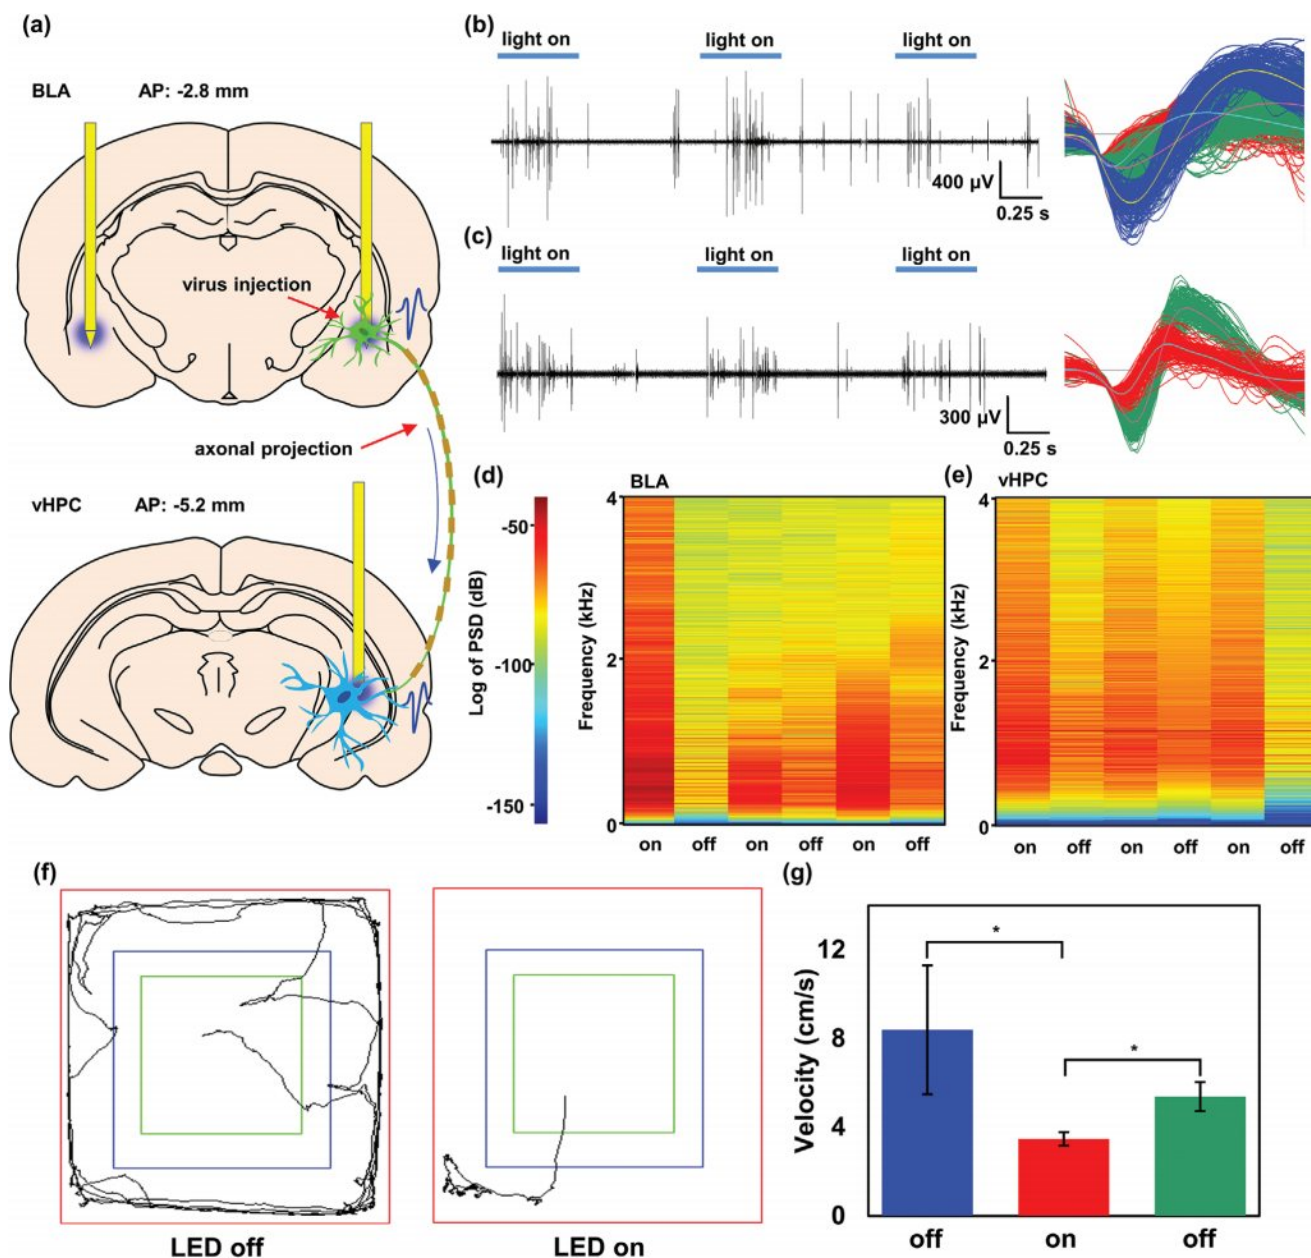 (a)
BLA AP: -2.8 mm
virus injection
axonal projection
vHPC AP: -5.2 mm
(b)
light on light on light on
400 µV
0.25 s
(c)
light on light on light on
300 µV
0.25 s
(d)
BLA
Log of PSD (dB)
-50
-100
-150
Frequency (kHz)
4
2
0
on off on off on off
(e)
vHPC
Frequency (kHz)
4
2
0
on off on off on off
(f)
LED off
LED on
(g)
Velocity (cm/s)
12
8
4
0
*
*
off on off